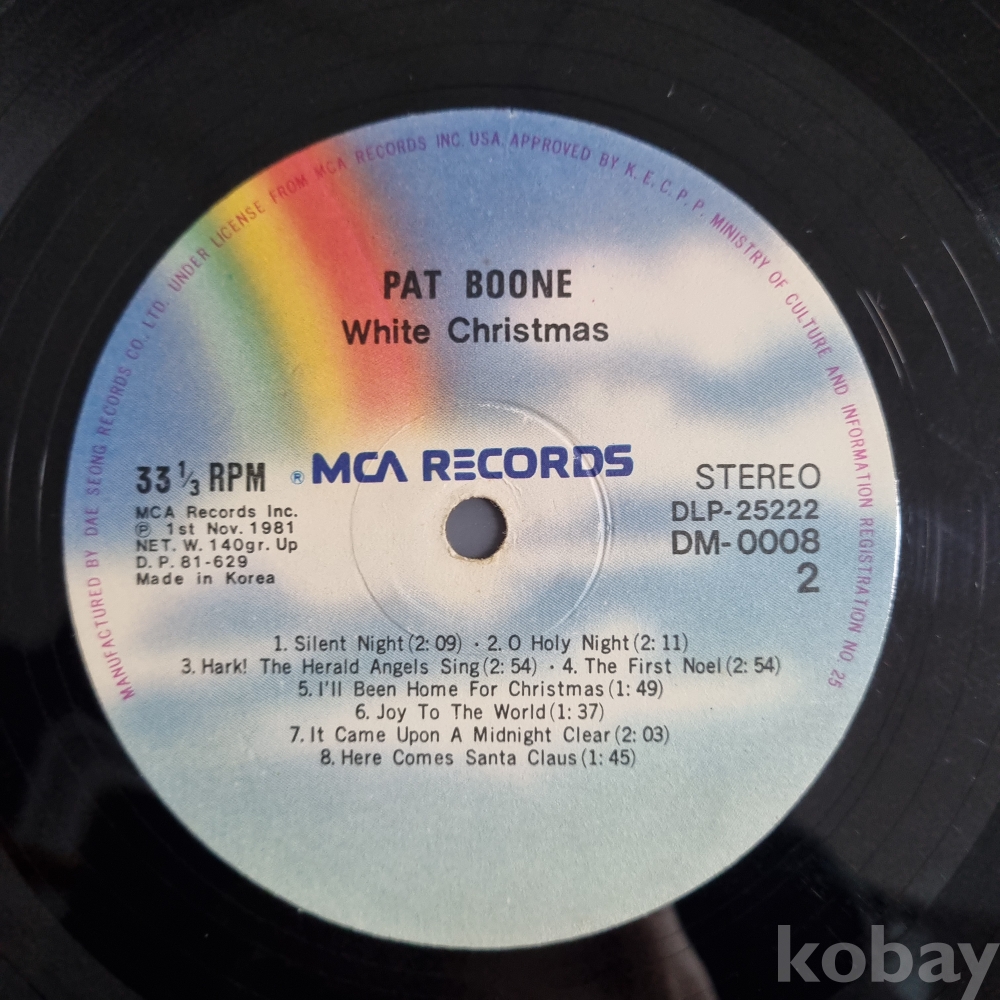 MANUFACTURED BY DAE SEONG RECORDS CO., LTD. UNDER LICENSE FROM MCA RECORDS INC. USA. APPROVED BY K.E.C.P.P. MINISTRY OF CULTURE AND INFORMATION REGISTRATION NO. 25
PAT BOONE
White Christmas
® MCA RECORDS
33 1/3 RPM
MCA Records Inc.
℗ 1st Nov. 1981
NET. W. 140gr. Up
D. P. 81-629
Made in Korea
STEREO
DLP-25222
DM-0008
2
1. Silent Night(2: 09) · 2. O Holy Night(2: 11)
3. Hark! The Herald Angels Sing(2: 54) · 4. The First Noel(2: 54)
5. I'll Been Home For Christmas(1: 49)
6. Joy To The World(1: 37)
7. It Came Upon A Midnight Clear(2: 03)
8. Here Comes Santa Claus(1: 45)
kobay